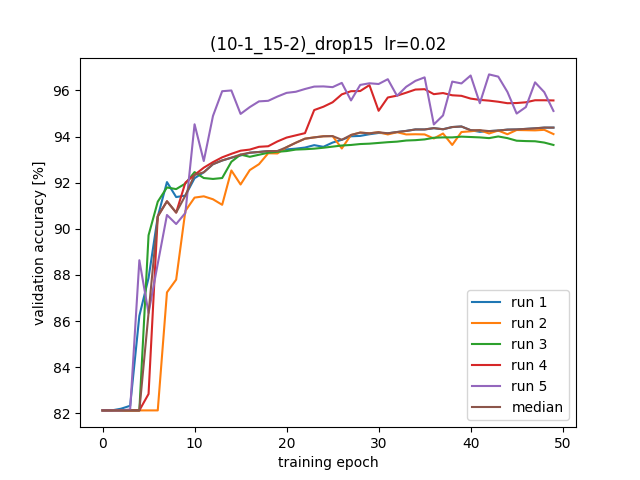 (10-1_15-2)_drop15 lr=0.02
validation accuracy [%]
96
94
92
90
88
86
84
82
0 10 20 30 40 50
training epoch
run 1
run 2
run 3
run 4
run 5
median